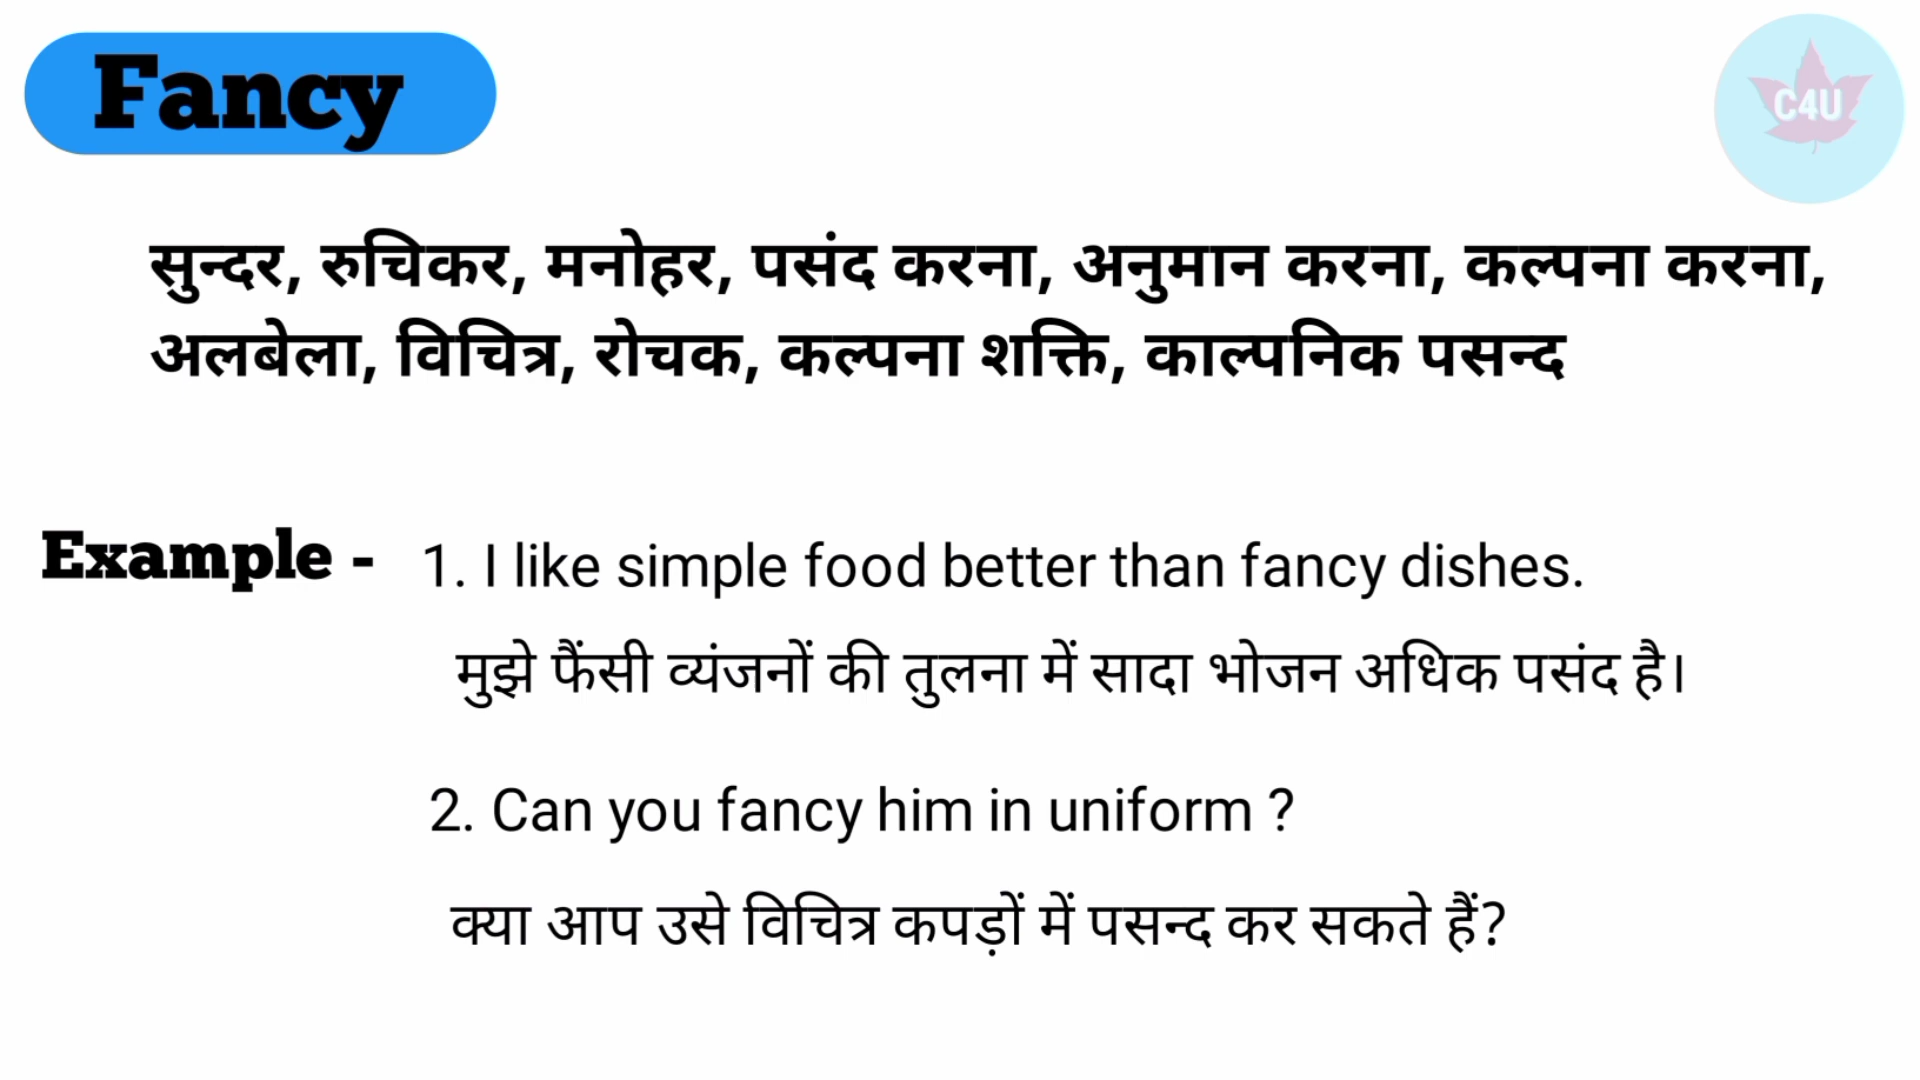 Fancy
C4U
सुन्दर, रुचिकर, मनोहर, पसंद करना, अनुमान करना, कल्पना करना,
अलबेला, विचित्र, रोचक, कल्पना शक्ति, काल्पनिक पसन्द
Example - 1. I like simple food better than fancy dishes.
मुझे फैंसी व्यंजनों की तुलना में सादा भोजन अधिक पसंद है।
2. Can you fancy him in uniform ?
क्या आप उसे विचित्र कपड़ों में पसन्द कर सकते हैं?